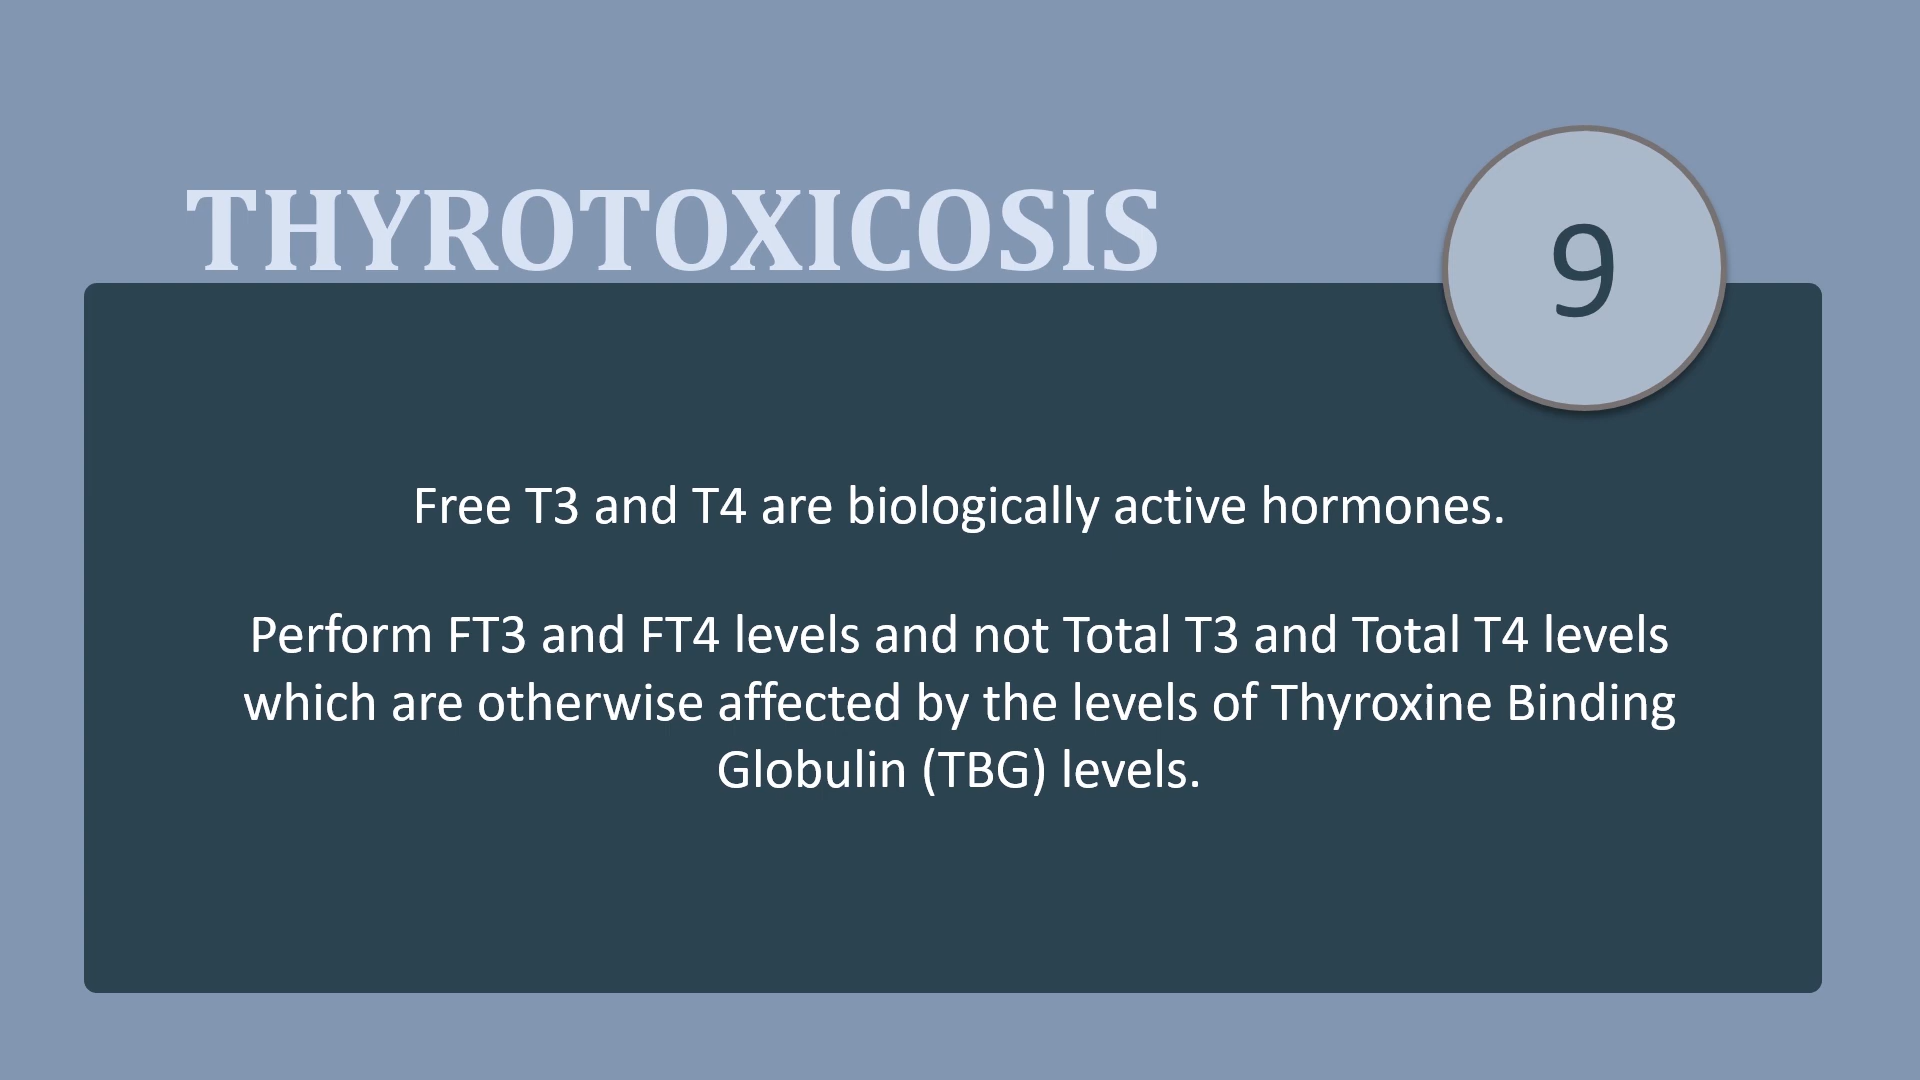 THYROTOXICOSIS
9
Free T3 and T4 are biologically active hormones.
Perform FT3 and FT4 levels and not Total T3 and Total T4 levels
which are otherwise affected by the levels of Thyroxine Binding
Globulin (TBG) levels.